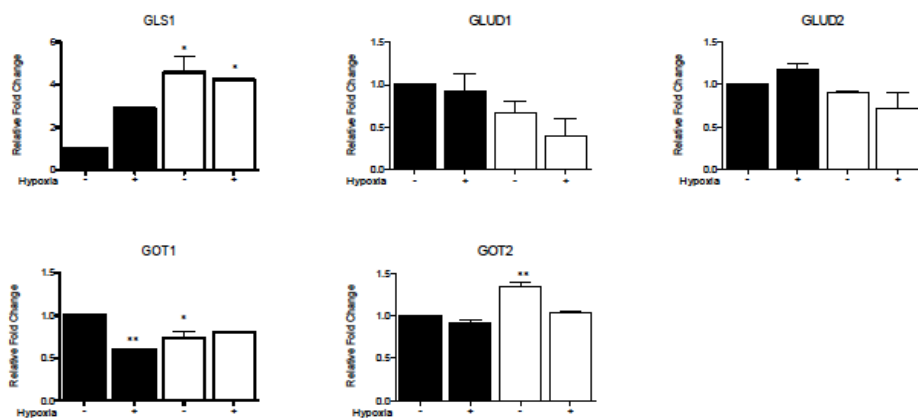 GLS1
GLUD1
GLUD2
Relative Fold Change
6
4
2
0
*
*
Hypoxia - + - +
Relative Fold Change
1.5
1.0
0.5
0.0
Hypoxia - + - +
Relative Fold Change
1.5
1.0
0.5
0.0
Hypoxia - + - +
GOT1
GOT2
Relative Fold Change
1.5
1.0
0.5
0.0
**
*
Hypoxia - + - +
Relative Fold Change
1.5
1.0
0.5
0.0
**
Hypoxia - + - +